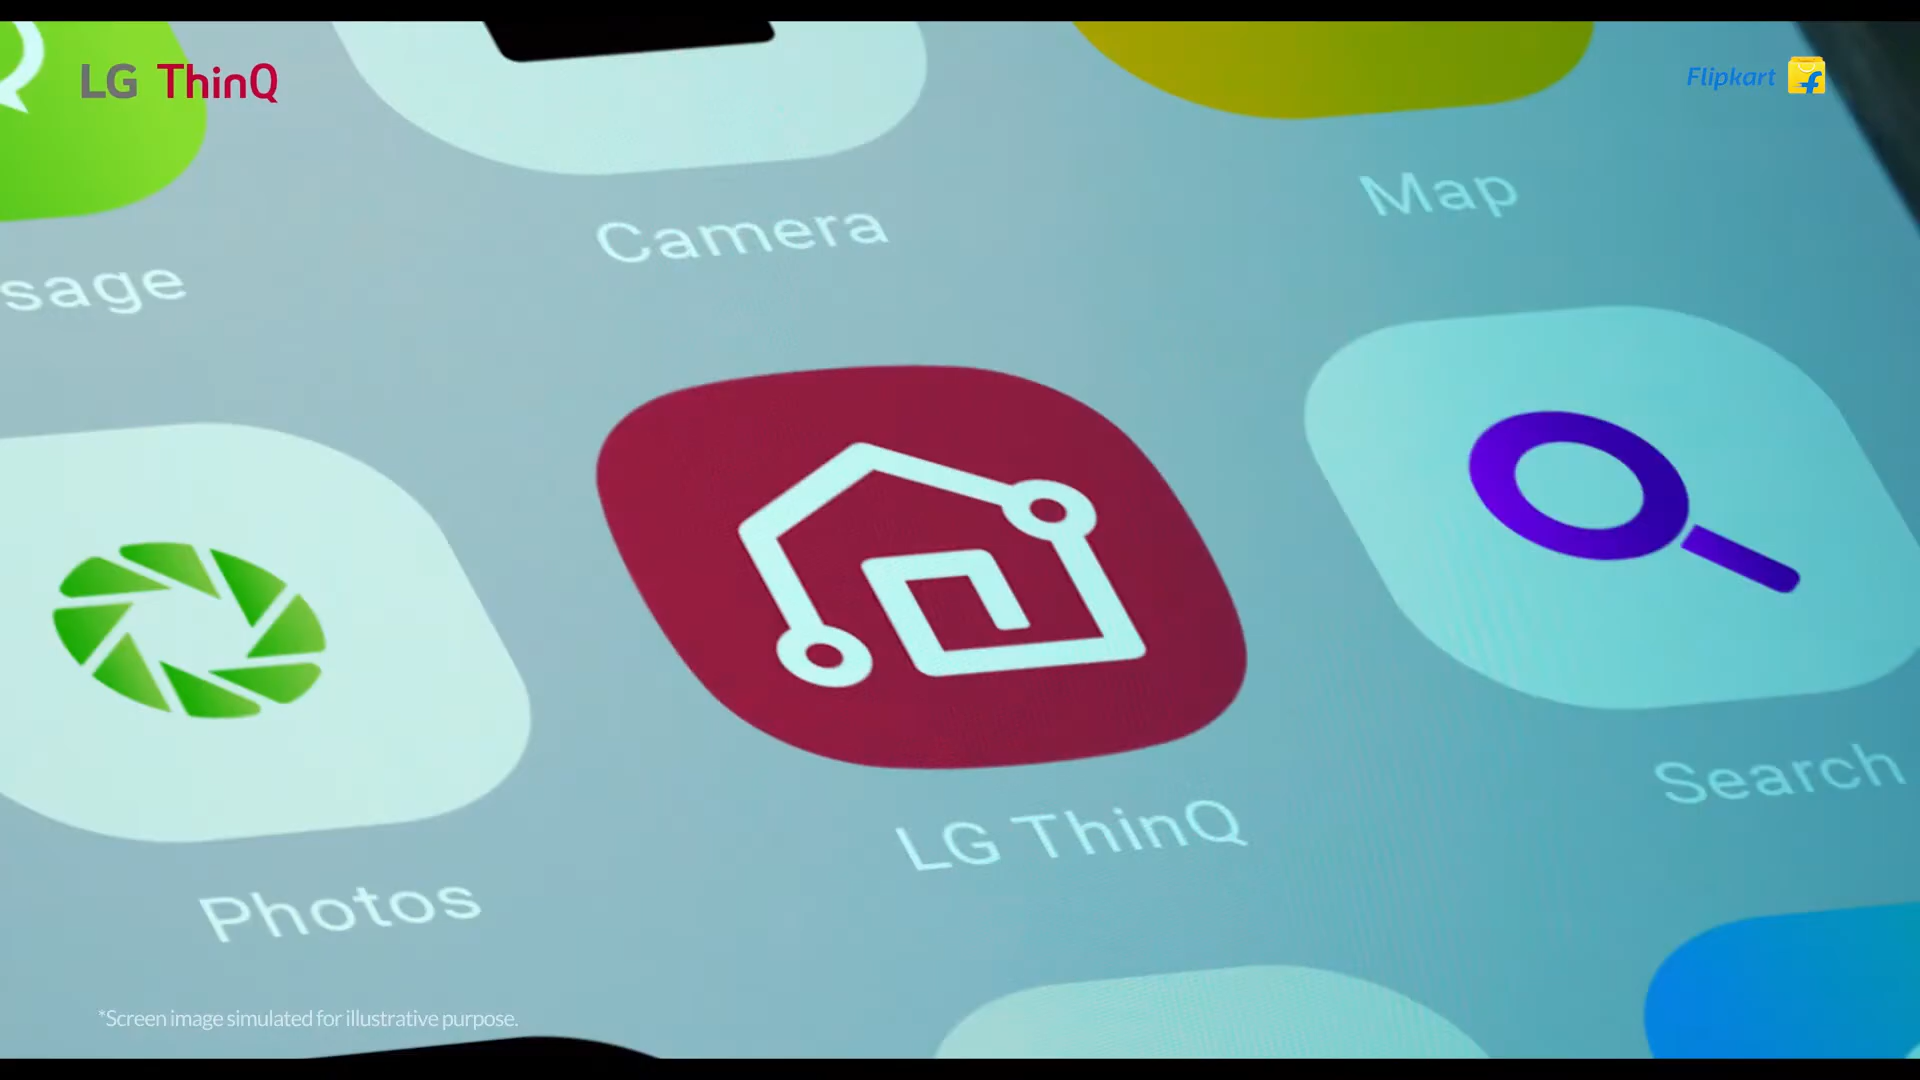 LG ThinQ
Flipkart
Map
Camera
sage
Search
LG ThinQ
Photos
*Screen image simulated for illustrative purpose.